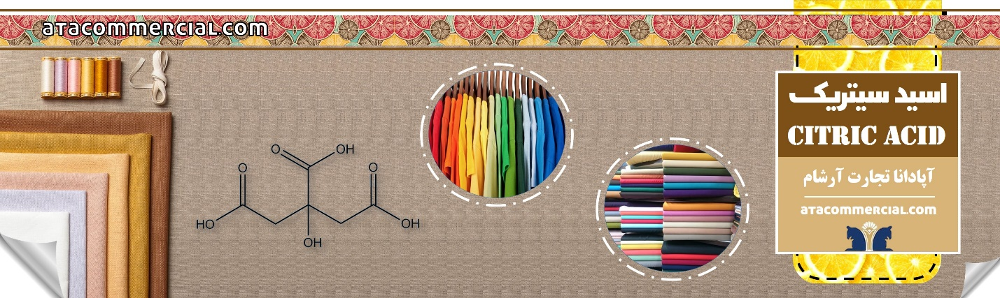 atacommercial.com
اسید سیتریک
CITRIC ACID
آپادانا تجارت آرشام
atacommercial.com
O
OH
O
O
HO
OH
OH